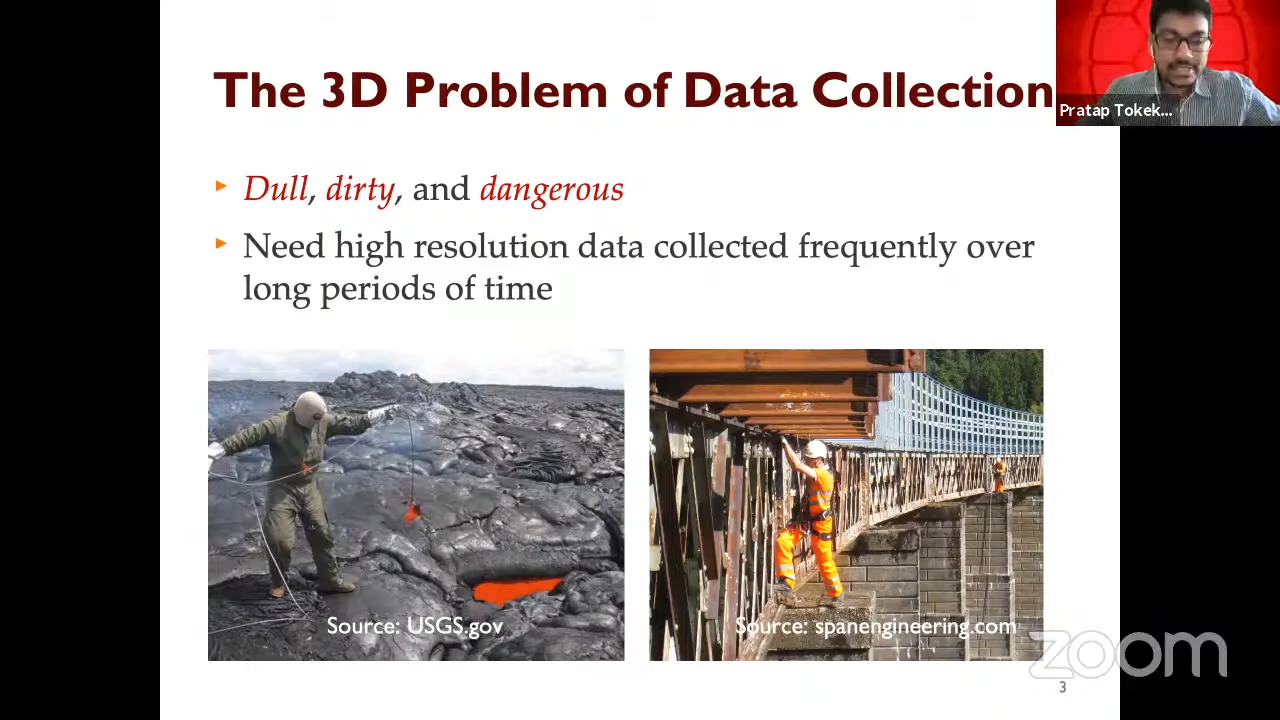 The 3D Problem of Data Collection
Pratap Tokek...
Dull, dirty, and dangerous
Need high resolution data collected frequently over
long periods of time
Source: USGS.gov
Source: spanengineering.com
zoom
3